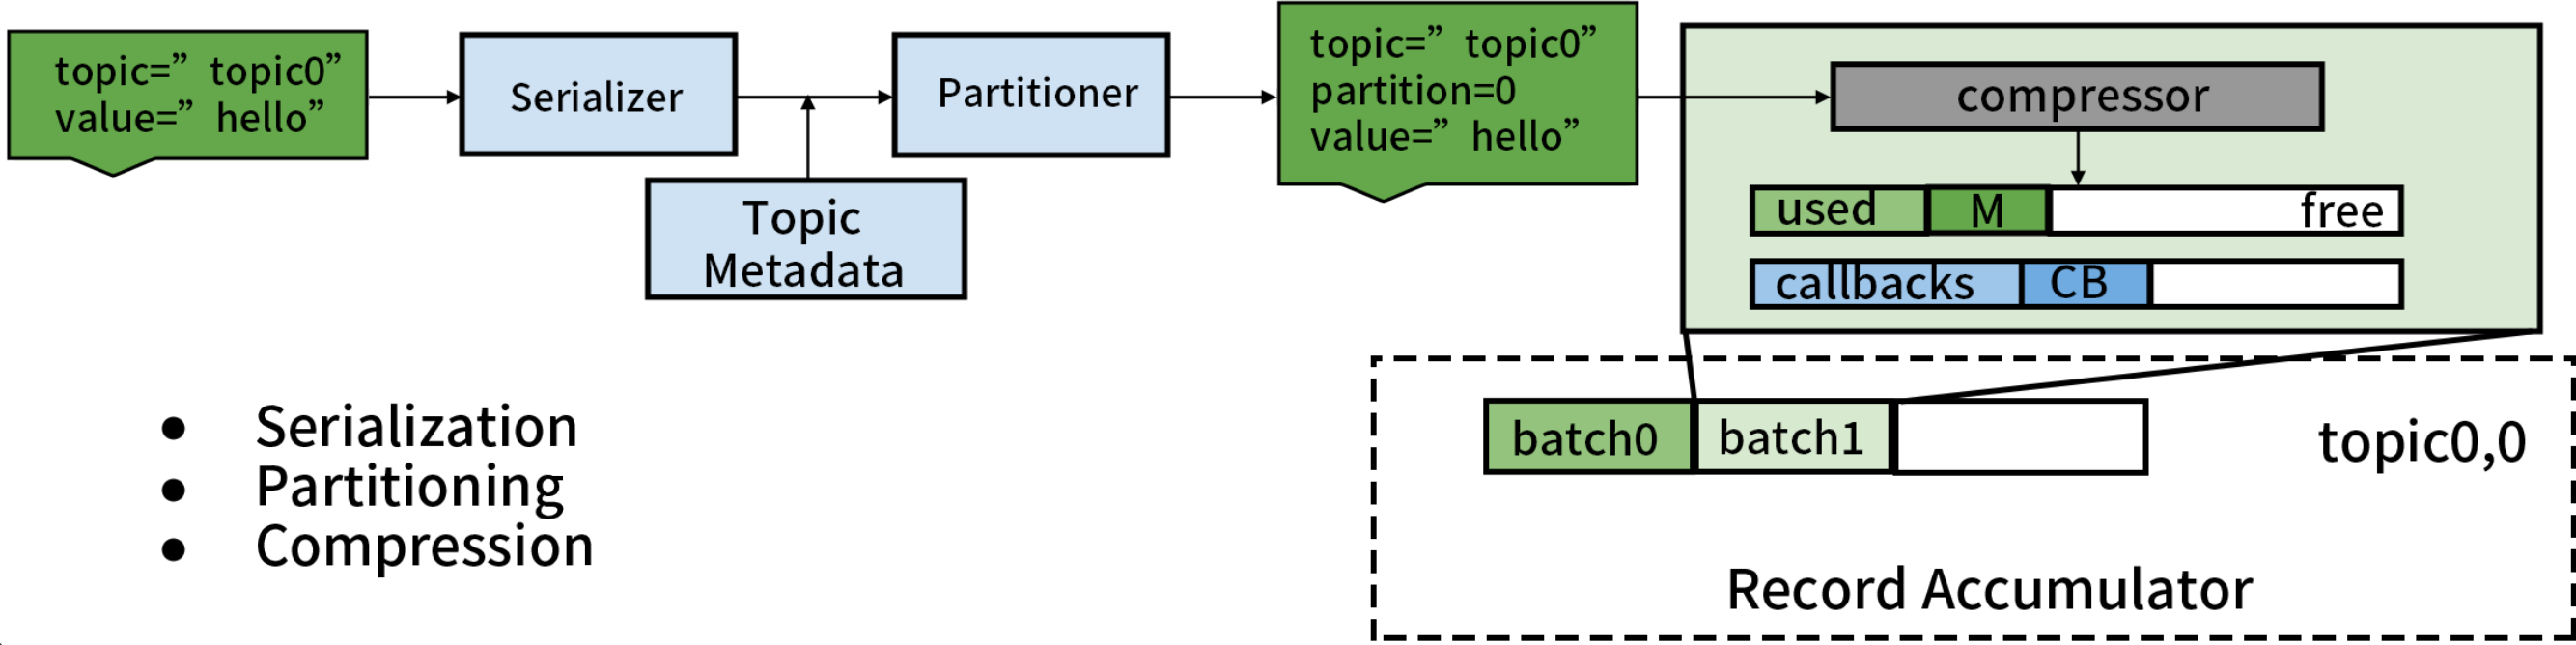 topic=” topic0”
value=” hello”
Serializer
Topic
Metadata
Partitioner
topic=” topic0”
partition=0
value=” hello”
compressor
used M free
callbacks CB
batch0 batch1 topic0,0
Record Accumulator
● Serialization
● Partitioning
● Compression